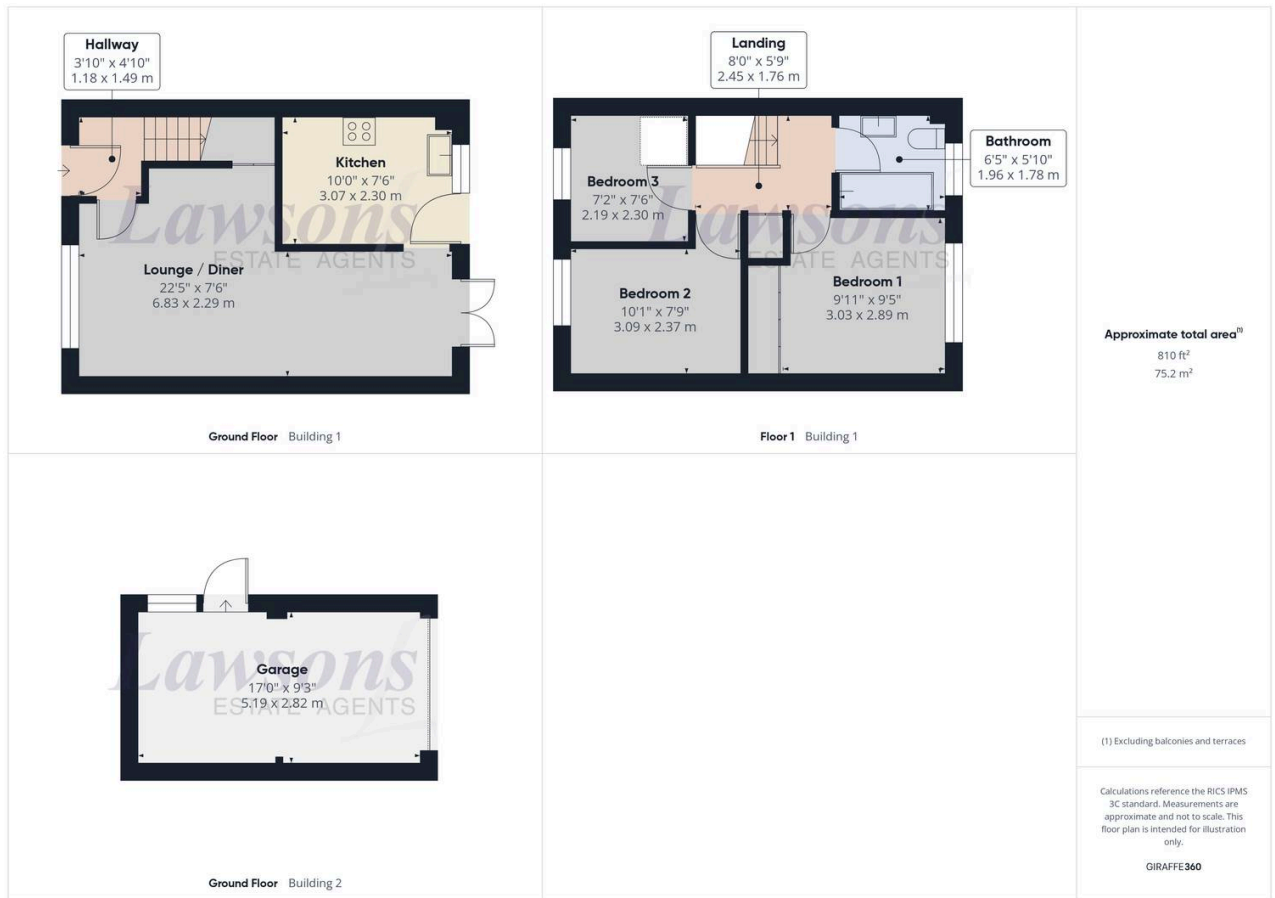 Hallway
3'10" x 4'10"
1.18 x 1.49 m
Kitchen
10'0" x 7'6"
3.07 x 2.30 m
Lounge / Diner
22'5" x 7'6"
6.83 x 2.29 m
Lawsons
ESTATE AGENTS
Ground Floor Building 1
Landing
8'0" x 5'9"
2.45 x 1.76 m
Bathroom
6'5" x 5'10"
1.96 x 1.78 m
Bedroom 3
7'2" x 7'6"
2.19 x 2.30 m
Bedroom 2
10'1" x 7'9"
3.09 x 2.37 m
Bedroom 1
9'11" x 9'5"
3.03 x 2.89 m
Lawsons
ESTATE AGENTS
Floor 1 Building 1
Garage
17'0" x 9'3"
5.19 x 2.82 m
Lawsons
ESTATE AGENTS
Ground Floor Building 2
Approximate total area(1)
810 ft²
75.2 m²
(1) Excluding balconies and terraces
Calculations reference the RICS IPMS
3C standard. Measurements are
approximate and not to scale. This
floor plan is intended for illustration
only.
GIRAFFE360